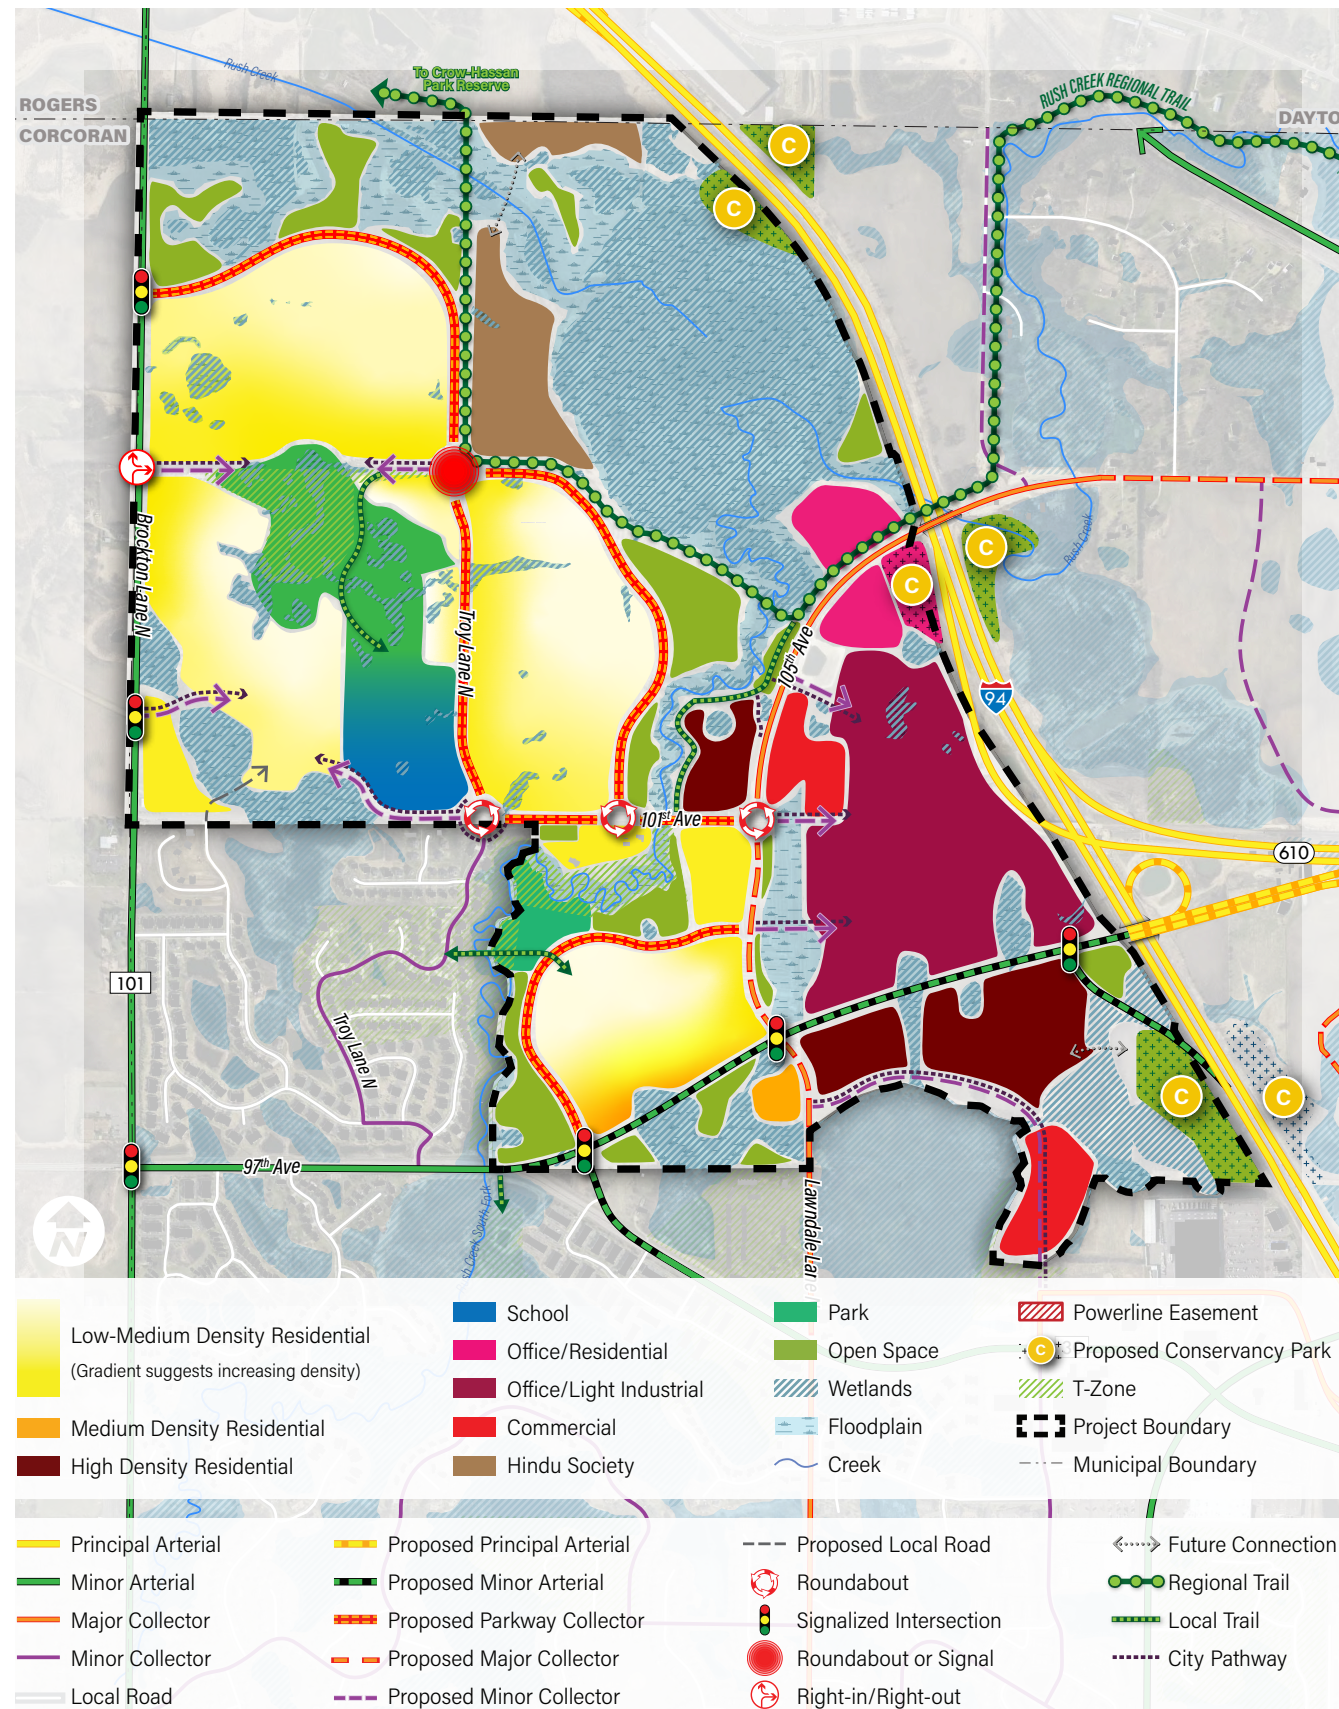 Rush Creek
To Crow-Hassan
Park Reserve
RUSH CREEK REGIONAL TRAIL
ROGERS
CORCORAN
C
C
Brockton Lane N
Troy Lane N
105th Ave
C
C
Rush Creek
94
101st Ave
610
101
Troy Lane N
97th Ave
Lawndale
C
C
N
Low-Medium Density Residential
(Gradient suggests increasing density)
Medium Density Residential
High Density Residential
School
Office/Residential
Office/Light Industrial
Commercial
Hindu Society
Park
Open Space
Wetlands
Floodplain
Creek
Powerline Easement
C
Proposed Conservancy Park
T-Zone
Project Boundary
Municipal Boundary
Principal Arterial
Minor Arterial
Major Collector
Minor Collector
Local Road
Proposed Principal Arterial
Proposed Minor Arterial
Proposed Parkway Collector
Proposed Major Collector
Proposed Minor Collector
Proposed Local Road
Roundabout
Signalized Intersection
Roundabout or Signal
Right-in/Right-out
Future Connection
Regional Trail
Local Trail
City Pathway